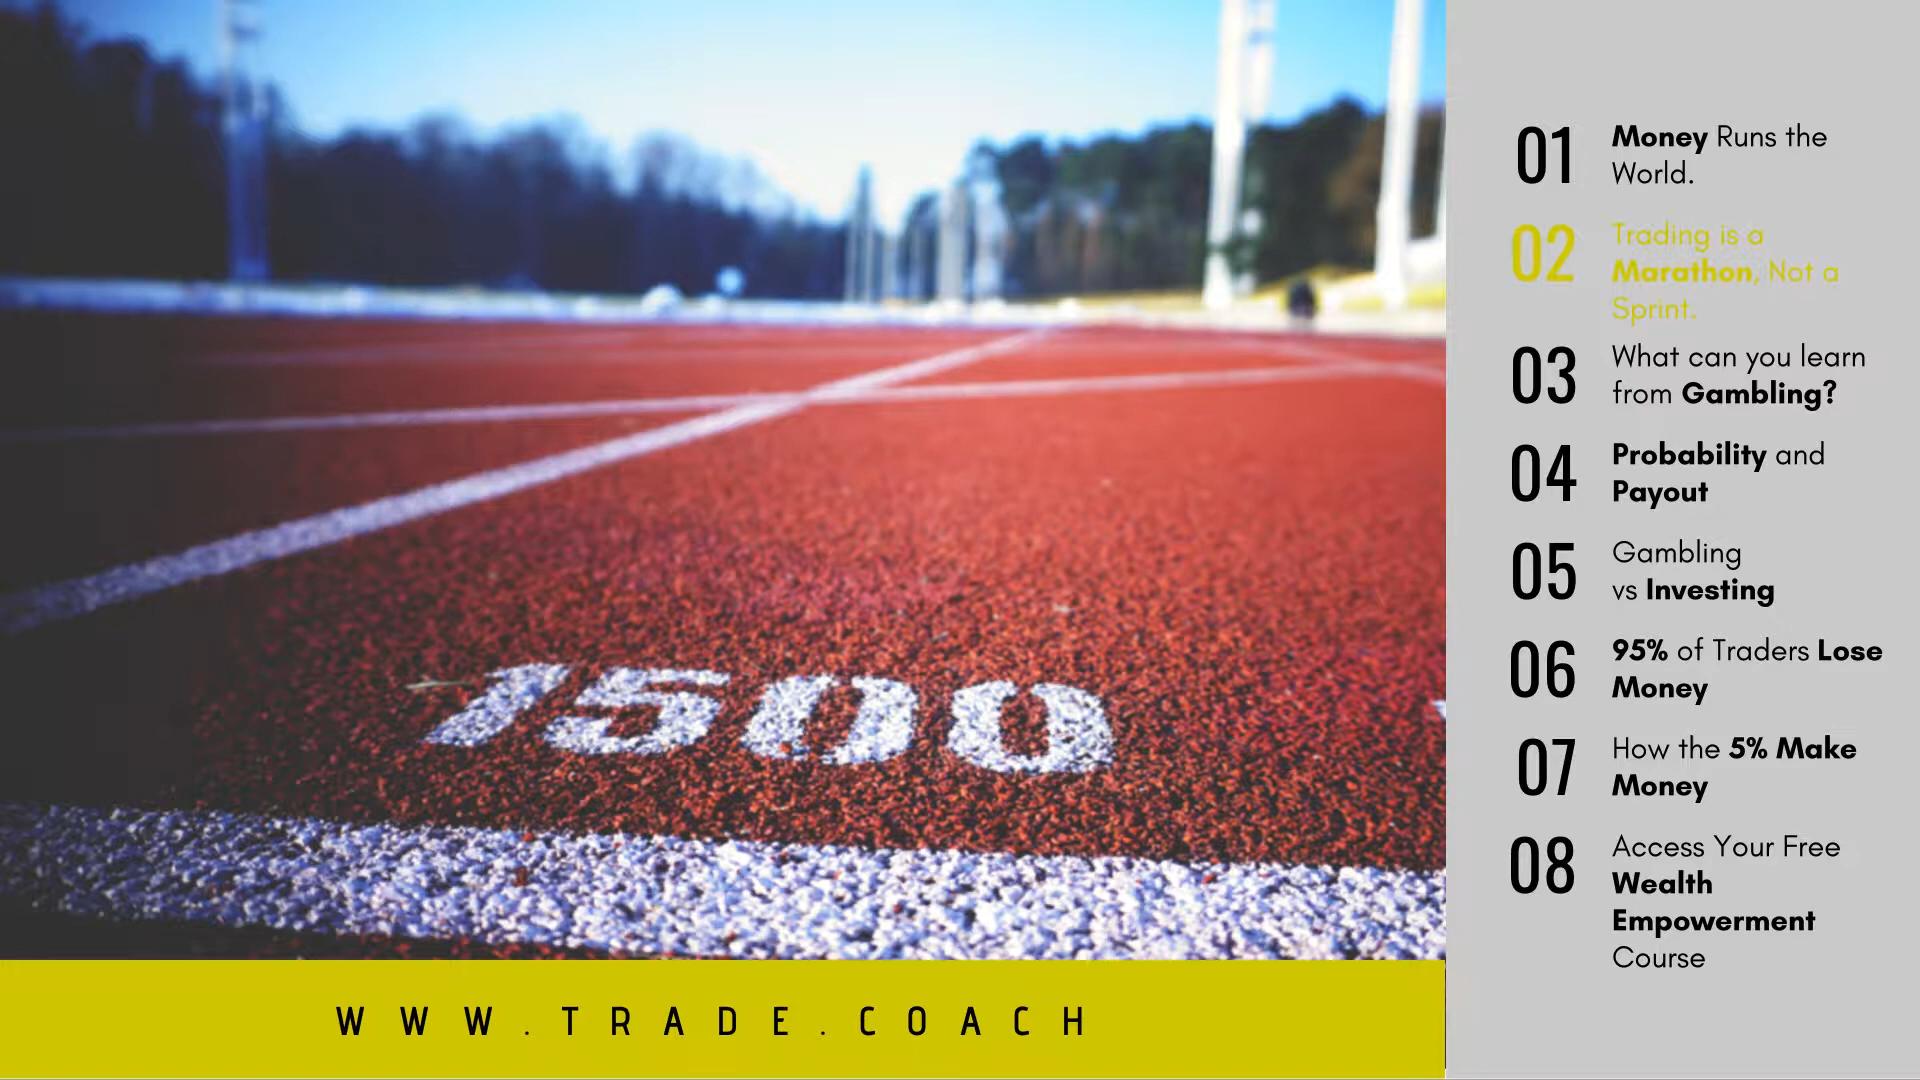 1500
WWW.TRADE.COACH
01 Money Runs the
World.
02 Trading is a
Marathon, Not a
Sprint.
03 What can you learn
from Gambling?
04 Probability and
Payout
05 Gambling
vs Investing
06 95% of Traders Lose
Money
07 How the 5% Make
Money
08 Access Your Free
Wealth
Empowerment
Course